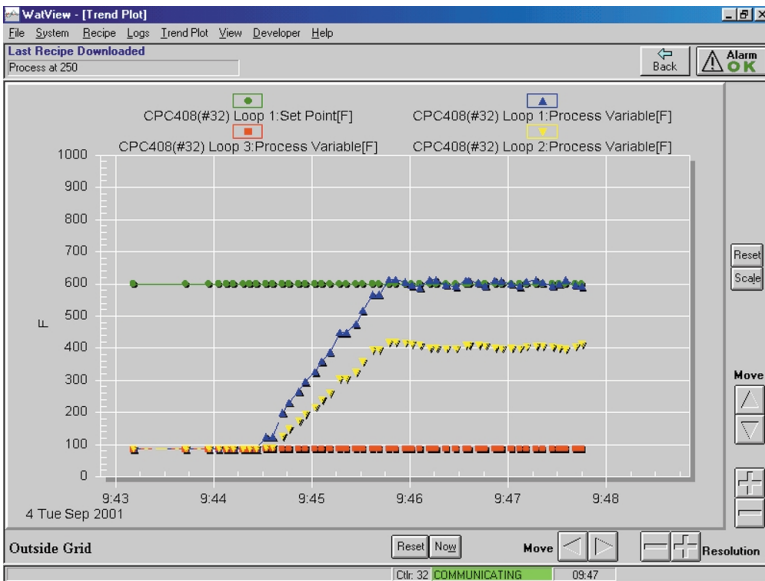 WatView - [Trend Plot]
File System Recipe Logs Trend Plot View Developer Help
Last Recipe Downloaded
Process at 250
Back
Alarm
OK
CPC408(#32) Loop 1:Set Point[F]
CPC408(#32) Loop 1:Process Variable[F]
CPC408(#32) Loop 3:Process Variable[F]
CPC408(#32) Loop 2:Process Variable[F]
1000
900
800
700
600
500
400
300
200
100
0
F
9:43 9:44 9:45 9:46 9:47 9:48
4 Tue Sep 2001
Reset
Scale
Move
Outside Grid
Reset Now Move Resolution
Ctlr: 32 COMMUNICATING 09:47